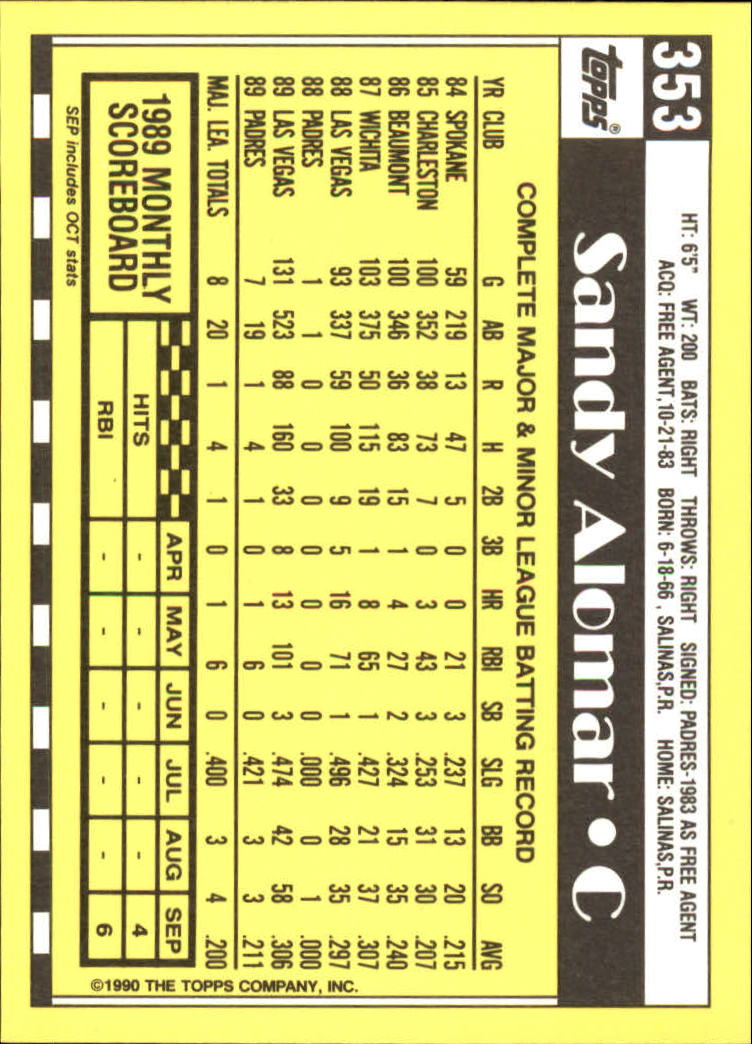 353
HT: 6'5" WT: 200 BATS: RIGHT THROWS: RIGHT SIGNED: PADRES-1983 AS FREE AGENT
ACQ: FREE AGENT,10-21-83 BORN: 6-18-66 , SALINAS,P.R. HOME: SALINAS,P.R.
topps®
Sandy Alomar • C
COMPLETE MAJOR & MINOR LEAGUE BATTING RECORD
YR CLUB G AB R H 2B 3B HR RBI SB SLG BB SO AVG
84 SPOKANE 59 219 13 47 5 0 0 21 3 .237 13 20 .215
85 CHARLESTON 100 352 38 73 7 0 3 43 3 .253 31 30 .207
86 BEAUMONT 100 346 36 83 15 1 4 27 2 .324 15 35 .240
87 WICHITA 103 375 50 115 19 1 8 65 1 .427 21 37 .307
88 LAS VEGAS 93 337 59 100 9 5 16 71 1 .496 28 35 .297
88 PADRES 1 1 0 0 0 0 0 0 0 .000 0 1 .000
89 LAS VEGAS 131 523 88 160 33 8 13 101 3 .474 42 58 .306
89 PADRES 7 19 1 4 1 0 1 6 0 .421 3 3 .211
MAJ. LEA. TOTALS 8 20 1 4 1 0 1 6 0 .400 3 4 .200
1989 MONTHLY
SCOREBOARD
APR MAY JUN JUL AUG SEP
HITS - - - - - 4
RBI - - - - - 6
SEP includes OCT stats
©1990 THE TOPPS COMPANY, INC.